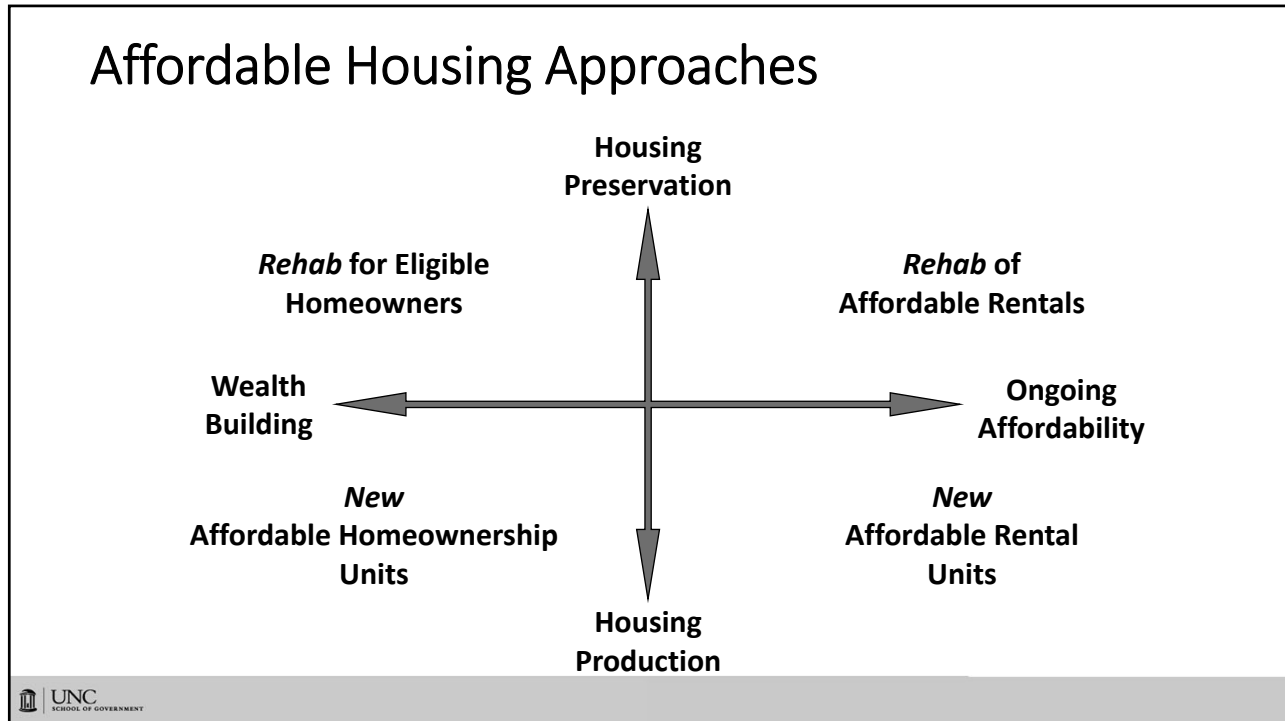 Affordable Housing Approaches
Housing
Preservation
Rehab for Eligible
Homeowners
Rehab of
Affordable Rentals
Wealth
Building
Ongoing
Affordability
New
Affordable Homeownership
Units
New
Affordable Rental
Units
Housing
Production
UNC
SCHOOL OF GOVERNMENT